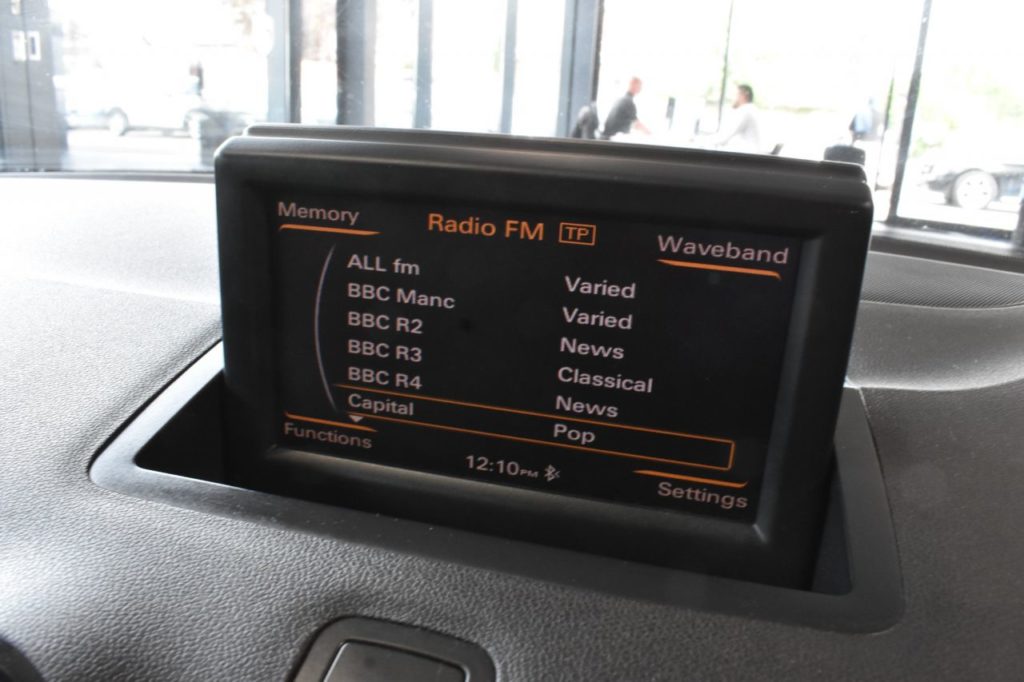 Memory Radio FM TP Waveband
ALL fm Varied
BBC Manc Varied
BBC R2 News
BBC R3 Classical
BBC R4 News
Capital Pop
Functions 12:10PM Settings